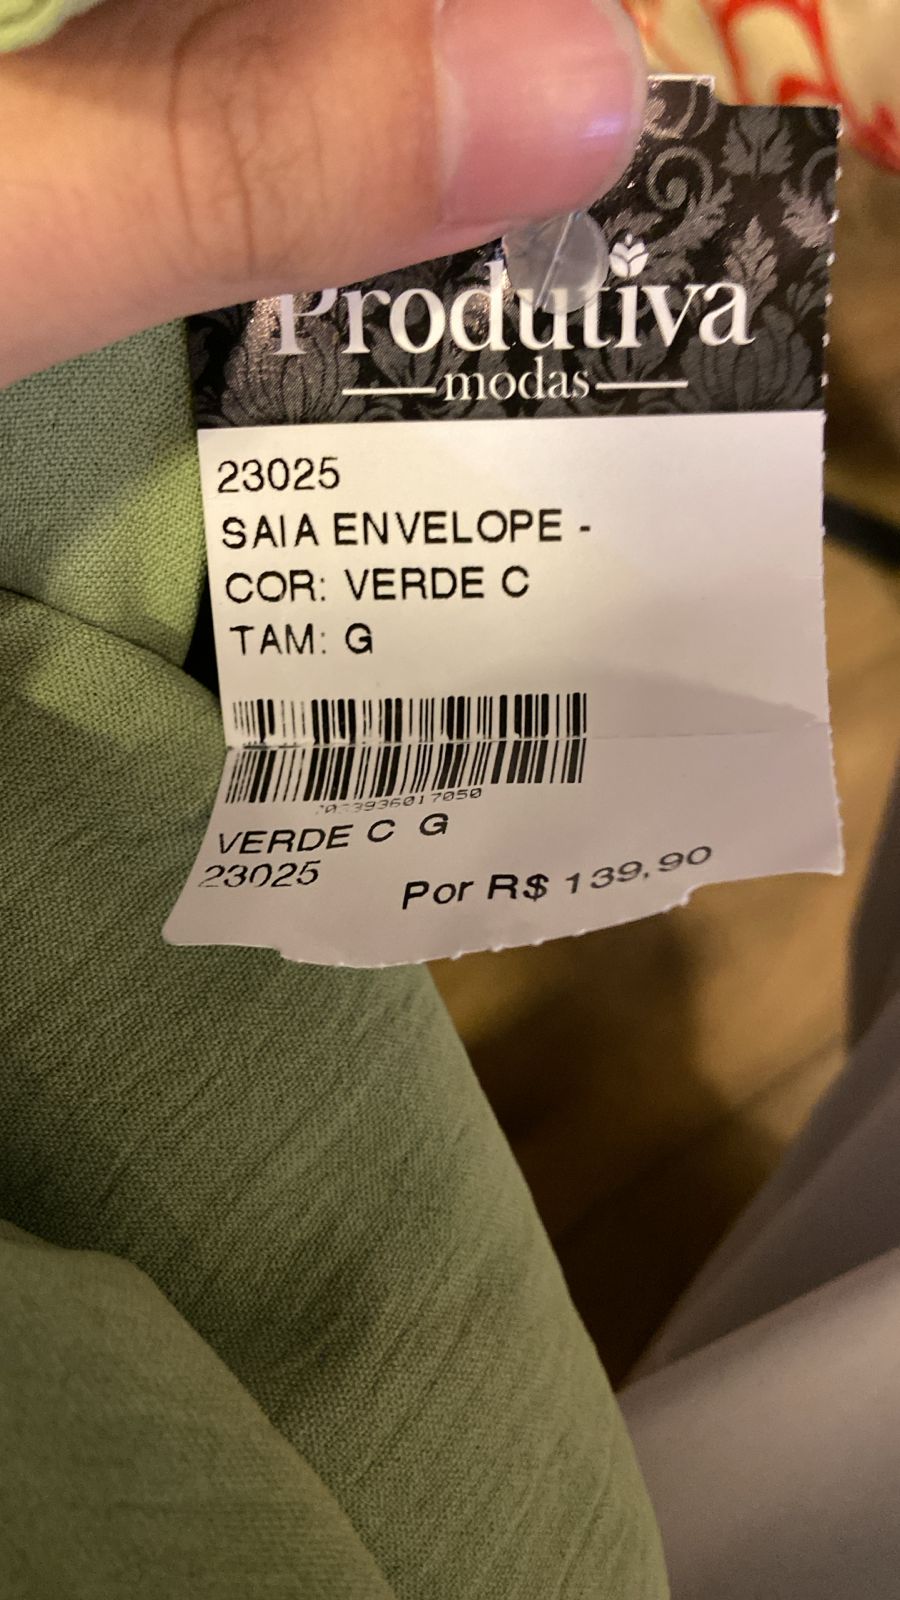 Produtiva
modas
23025
SAIA ENVELOPE -
COR: VERDE C
TAM: G
VERDE C G
23025
Por R$ 139,90